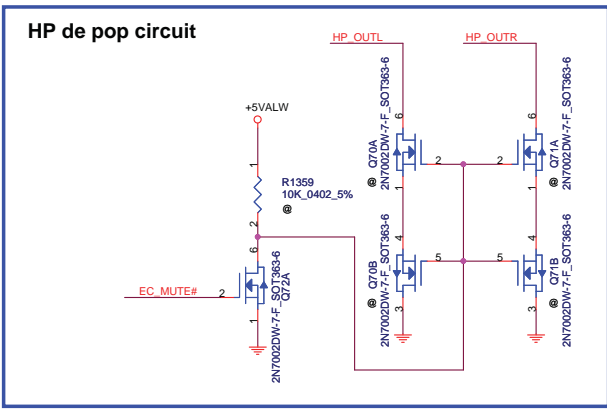 HP de pop circuit
HP_OUTL
HP_OUTR
+5VALW
1
R1359
10K_0402_5%
@
2
6
EC_MUTE#
2
1
2N7002DW-7-F_SOT363-6
Q72A
6
2
1
@
Q70A
2N7002DW-7-F_SOT363-6
6
2
1
@
Q71A
2N7002DW-7-F_SOT363-6
4
5
3
@
Q70B
2N7002DW-7-F_SOT363-6
4
5
3
@
Q71B
2N7002DW-7-F_SOT363-6